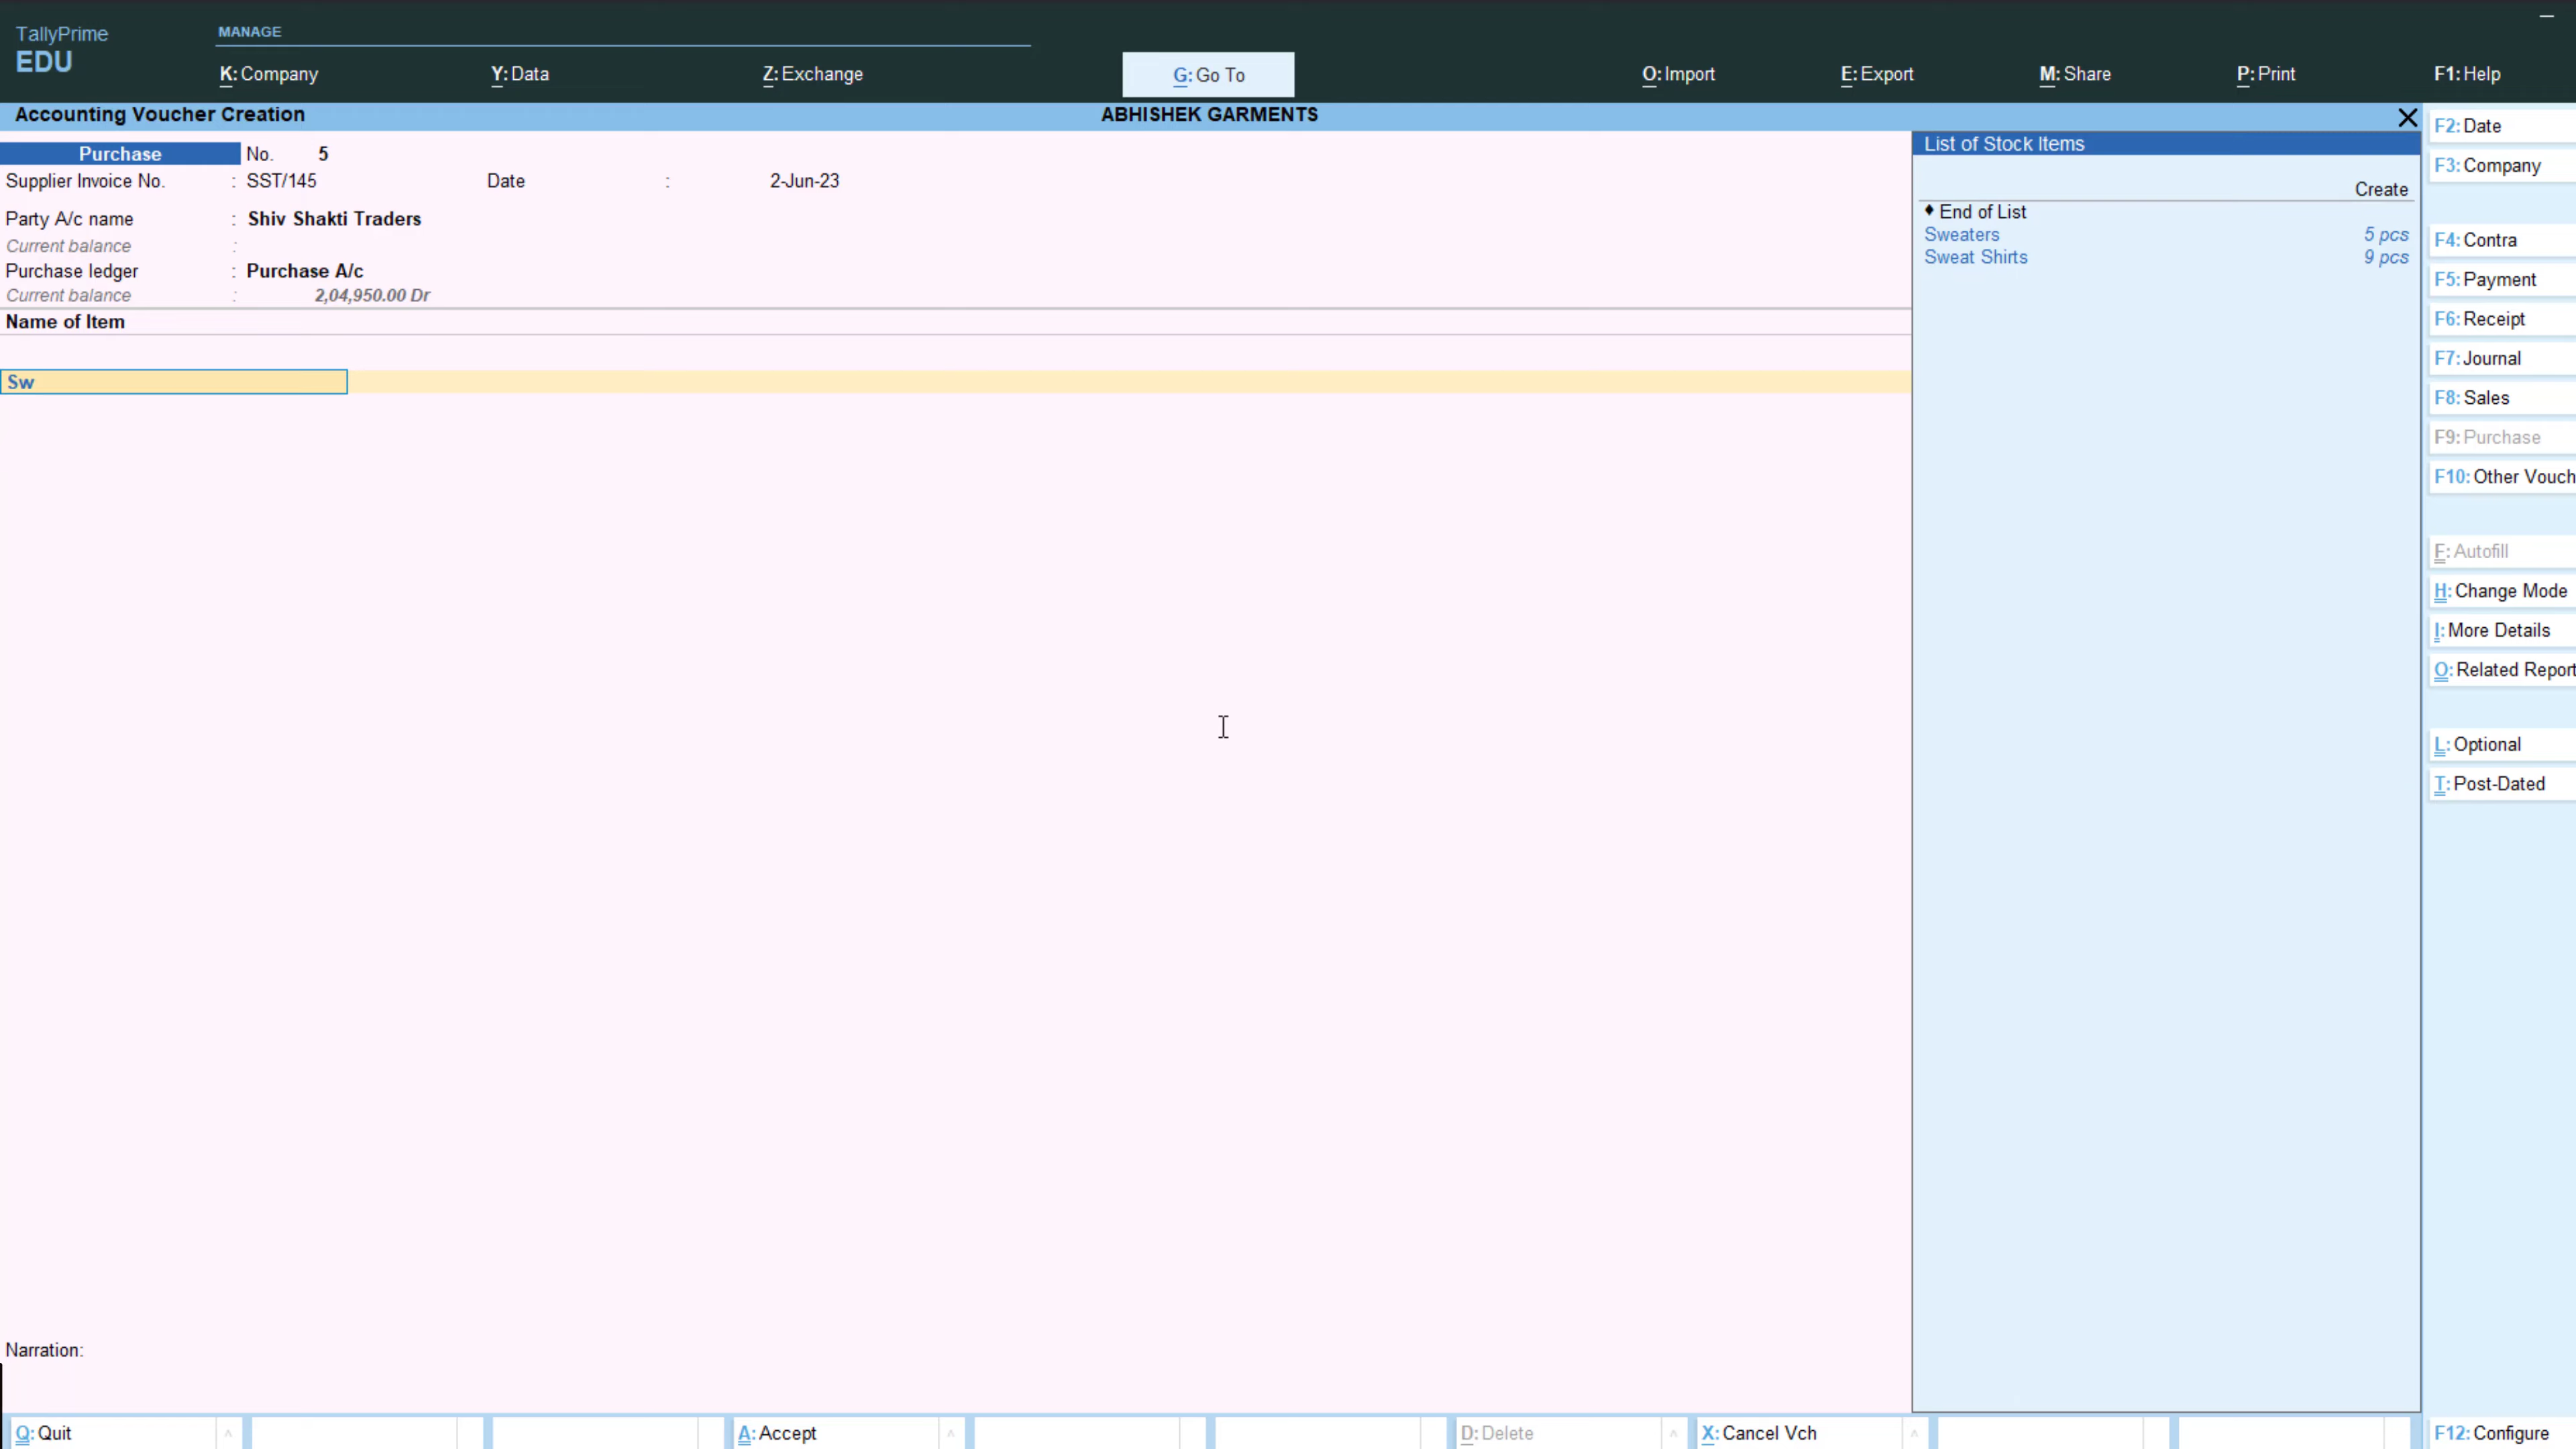 TallyPrime
EDU
MANAGE
K: Company
Y: Data
Z: Exchange
G: Go To
O: Import
E: Export
M: Share
P: Print
F1: Help
Accounting Voucher Creation
ABHISHEK GARMENTS
Purchase No. 5
Supplier Invoice No. : SST/145 Date : 2-Jun-23
Party A/c name : Shiv Shakti Traders
Current balance :
Purchase ledger : Purchase A/c
Current balance : 2,04,950.00 Dr
Name of Item
Sw
Narration:
List of Stock Items
Create
♦ End of List
Sweaters 5 pcs
Sweat Shirts 9 pcs
F2: Date
F3: Company
F4: Contra
F5: Payment
F6: Receipt
F7: Journal
F8: Sales
F9: Purchase
F10: Other Vouch
F: Autofill
H: Change Mode
I: More Details
O: Related Report
L: Optional
T: Post-Dated
Q: Quit
A: Accept
D: Delete
X: Cancel Vch
F12: Configure